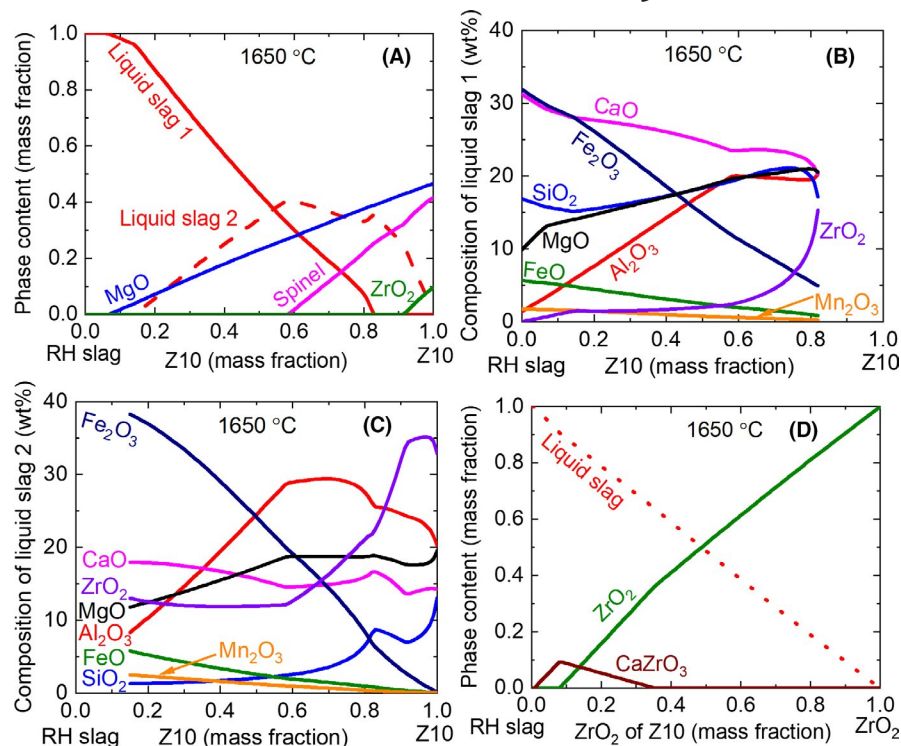 1650 °C
(A)
Phase content (mass fraction)
1.0
0.8
0.6
0.4
0.2
0.0
Liquid slag 1
Liquid slag 2
MgO
Spinel
ZrO₂
0.0 0.2 0.4 0.6 0.8 1.0
RH slag Z10 (mass fraction) Z10
1650 °C
(B)
Composition of liquid slag 1 (wt%)
40
30
20
10
0
CaO
Fe₂O₃
SiO₂
MgO
Al₂O₃
ZrO₂
FeO
Mn₂O₃
0.0 0.2 0.4 0.6 0.8 1.0
RH slag Z10 (mass fraction) Z10
1650 °C
(C)
Composition of liquid slag 2 (wt%)
40
30
20
10
0
Fe₂O₃
CaO
ZrO₂
MgO
Al₂O₃
FeO
Mn₂O₃
SiO₂
0.0 0.2 0.4 0.6 0.8 1.0
RH slag Z10 (mass fraction) Z10
1650 °C
(D)
Phase content (mass fraction)
1.0
0.8
0.6
0.4
0.2
0.0
Liquid slag
ZrO₂
CaZrO₃
0.0 0.2 0.4 0.6 0.8 1.0
RH slag ZrO₂ of Z10 (mass fraction) ZrO₂